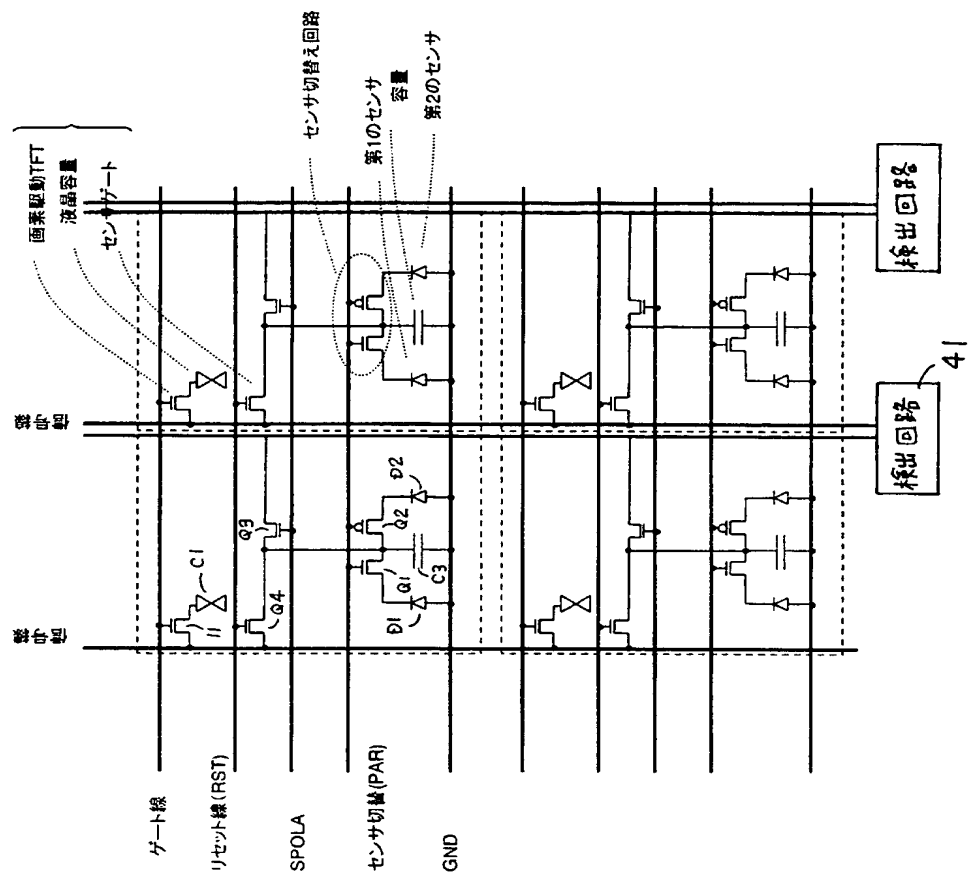 画素駆動TFT
液晶容量
センサゲート
センサ切替え回路
第1のセンサ
容量
第2のセンサ
信号線
信号線
ゲート線
リセット線(RST)
SPOLA
センサ切替(PAR)
GND
11
C1
Q4
Q3
D1
Q1
C3
Q2
D2
検出回路
検出回路
41